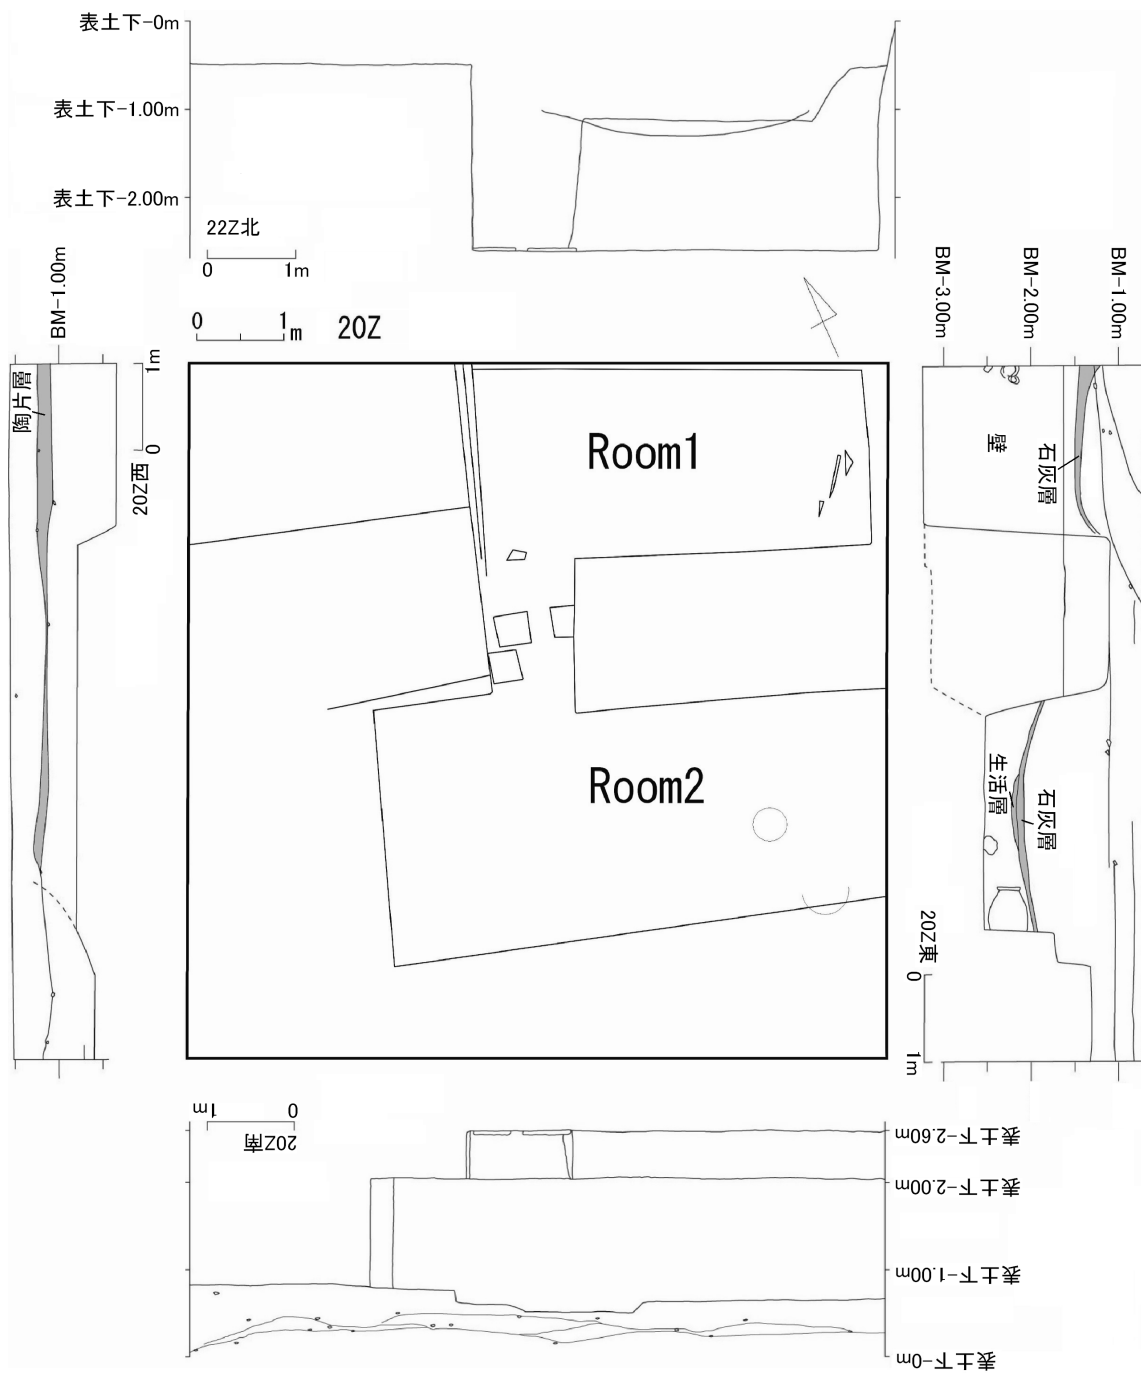 表土下-0m
表土下-1.00m
表土下-2.00m
22Z北
0 1m
BM-1.00m
BM-3.00m
BM-2.00m
BM-1.00m
0 1m
20Z
陶片層
1m
0
20Z西
Room1
壁
石灰層
Room2
生活層
石灰層
20Z東
0
1m
1m 0
20Z南
表土下-2.60m
表土下-2.00m
表土下-1.00m
表土下-0m